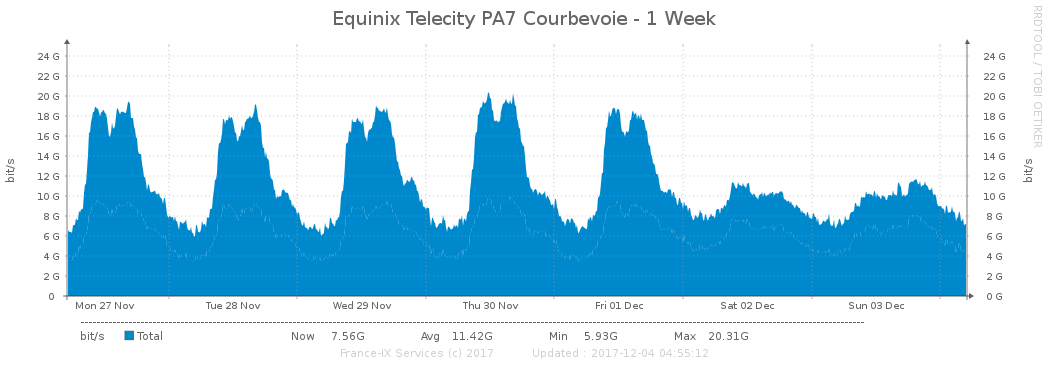 Equinix Telecity PA7 Courbevoie - 1 Week
RRDTOOL / TOBI OETIKER
bit/s
24 G 24 G
22 G 22 G
20 G 20 G
18 G 18 G
16 G 16 G
14 G 14 G
12 G 12 G
10 G 10 G
8 G 8 G
6 G 6 G
4 G 4 G
2 G 2 G
0 0 G
bit/s
Mon 27 Nov Tue 28 Nov Wed 29 Nov Thu 30 Nov Fri 01 Dec Sat 02 Dec Sun 03 Dec
bit/s Total Now 7.56G Avg 11.42G Min 5.93G Max 20.31G
France-IX Services (c) 2017 Updated : 2017-12-04 04:55:12